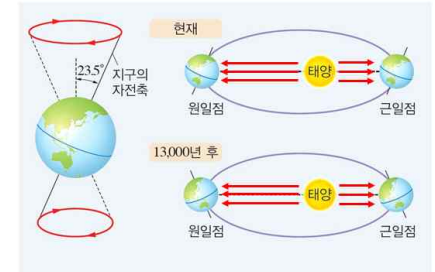 현재
23.5°
지구의
자전축
태양
원일점
근일점
13,000년 후
태양
원일점
근일점